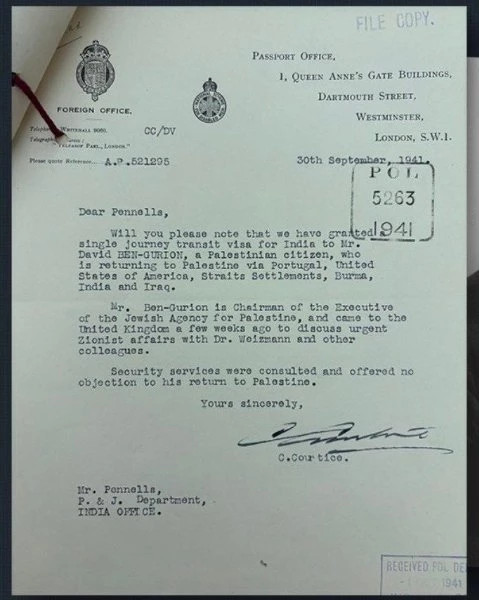 FILE COPY.
PASSPORT OFFICE,
1, QUEEN ANNE'S GATE BUILDINGS,
DARTMOUTH STREET,
WESTMINSTER,
LONDON, S.W.1.
FOREIGN OFFICE.
CC/DV
Please quote Reference A.P.521295
30th September, 1941.
POL
5263
1941
Dear Pennells,
Will you please note that we have granted a
single journey transit visa for India to Mr.
David BEN-GURION, a Palestinian citizen, who
is returning to Palestine via Portugal, United
States of America, Straits Settlements, Burma,
India and Iraq.
Mr. Ben-Gurion is Chairman of the Executive
of the Jewish Agency for Palestine, and came to the
United Kingdom a few weeks ago to discuss urgent
Zionist affairs with Dr. Weizmann and other
colleagues.
Security services were consulted and offered no
objection to his return to Palestine.
Yours sincerely,
C.Courtice.
Mr. Pennells,
P. & J. Department,
INDIA OFFICE.
RECEIVED POL. DE
1941